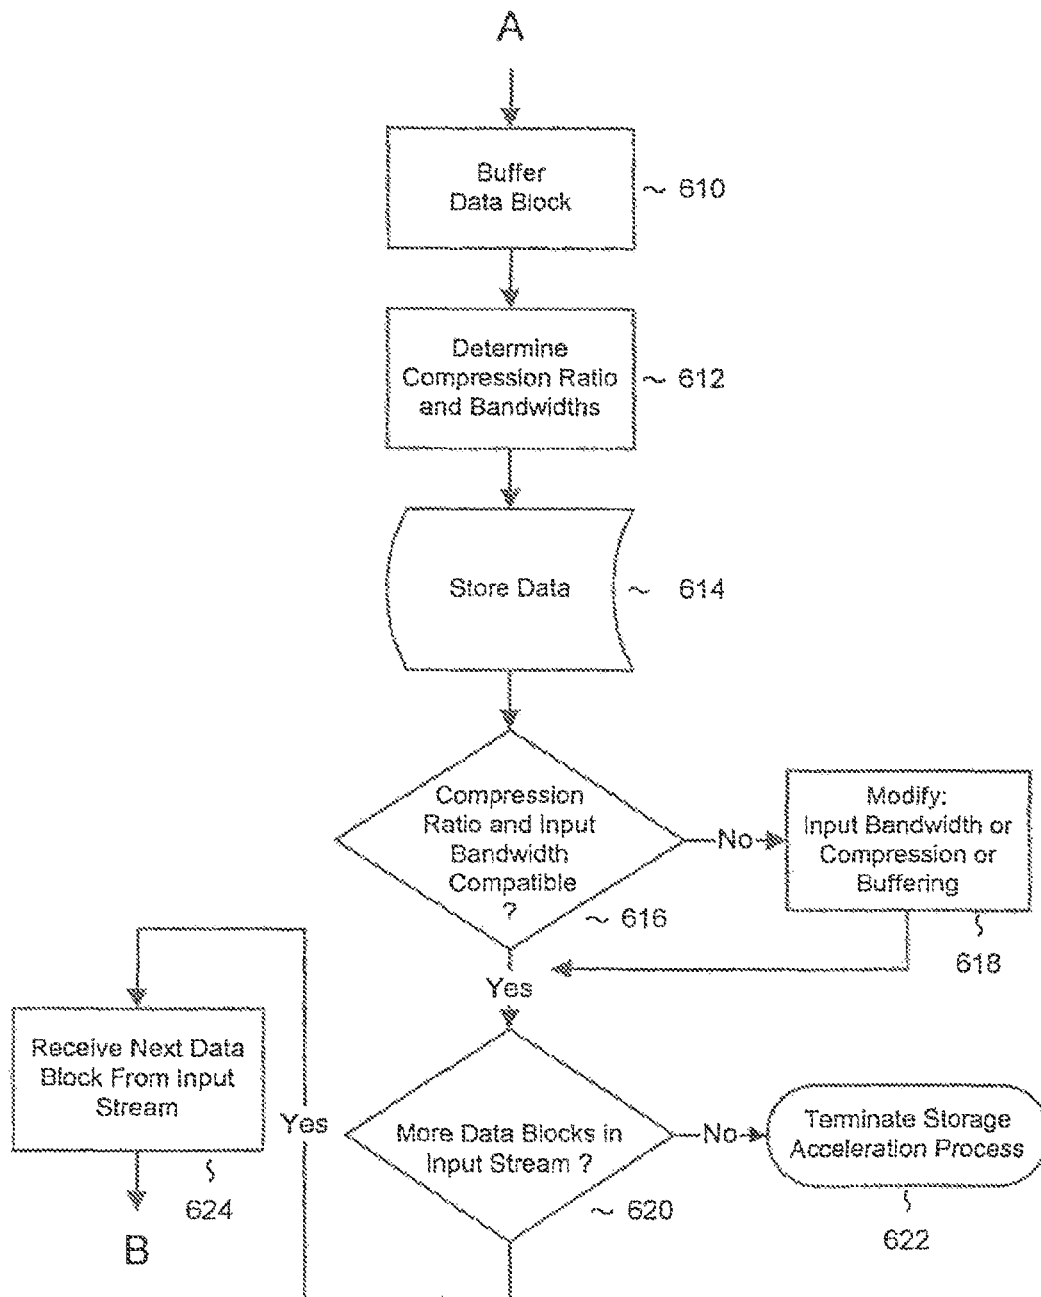 A
Buffer
Data Block
~ 610
Determine
Compression Ratio
and Bandwidths
~ 612
Store Data
~ 614
Compression
Ratio and Input
Bandwidth
Compatible
?
~ 616
No
Modify:
Input Bandwidth or
Compression or
Buffering
618
Yes
Receive Next Data
Block From Input
Stream
624
B
Yes
More Data Blocks in
Input Stream ?
~ 620
No
Terminate Storage
Acceleration Process
622